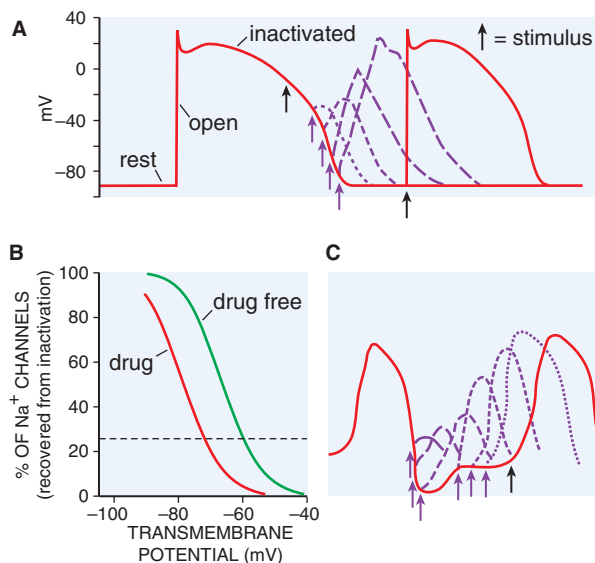 A
40
0
–40
–80
mV
inactivated
open
rest
= stimulus
B
100
80
60
40
20
0
% OF Na+ CHANNELS
(recovered from inactivation)
drug free
drug
–100
–80
–60
–40
TRANSMEMBRANE
POTENTIAL (mV)
C